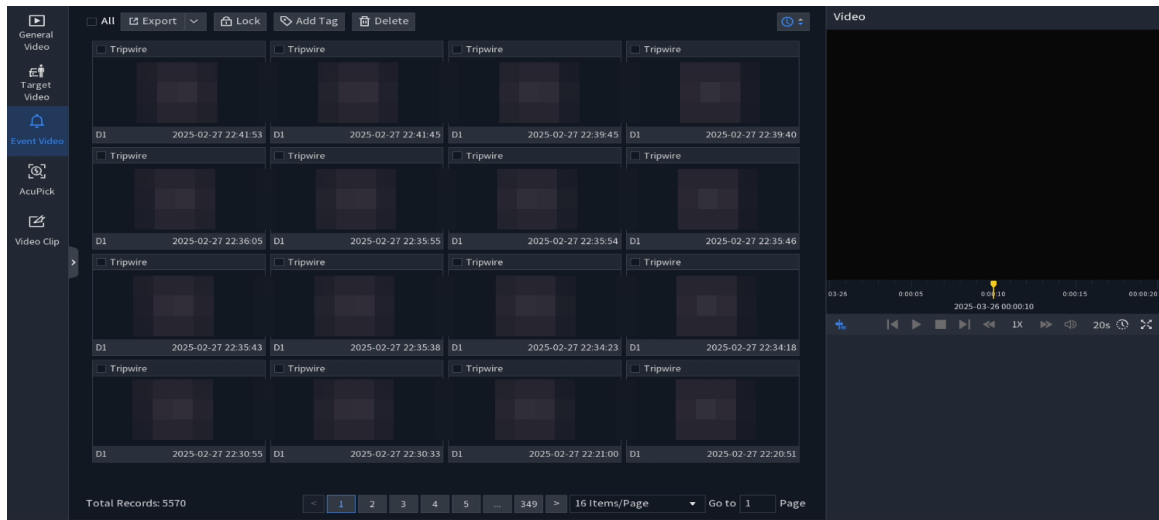 General
Video
Target
Video
Event Video
AcuPick
Video Clip
All Export Lock Add Tag Delete
Tripwire Tripwire Tripwire Tripwire
D1 2025-02-27 22:41:53 D1 2025-02-27 22:41:45 D1 2025-02-27 22:39:45 D1 2025-02-27 22:39:40
Tripwire Tripwire Tripwire Tripwire
D1 2025-02-27 22:36:05 D1 2025-02-27 22:35:55 D1 2025-02-27 22:35:54 D1 2025-02-27 22:35:46
Tripwire Tripwire Tripwire Tripwire
D1 2025-02-27 22:35:43 D1 2025-02-27 22:35:38 D1 2025-02-27 22:34:23 D1 2025-02-27 22:34:18
Tripwire Tripwire Tripwire Tripwire
D1 2025-02-27 22:30:55 D1 2025-02-27 22:30:33 D1 2025-02-27 22:21:00 D1 2025-02-27 22:20:51
Total Records: 5570 < 1 2 3 4 5 ... 349 > 16 Items/Page Go to 1 Page
Video
03-26 0:00:05 0:00:10 0:00:15 00:00:20
2025-03-26 00:00:10
1X 20s